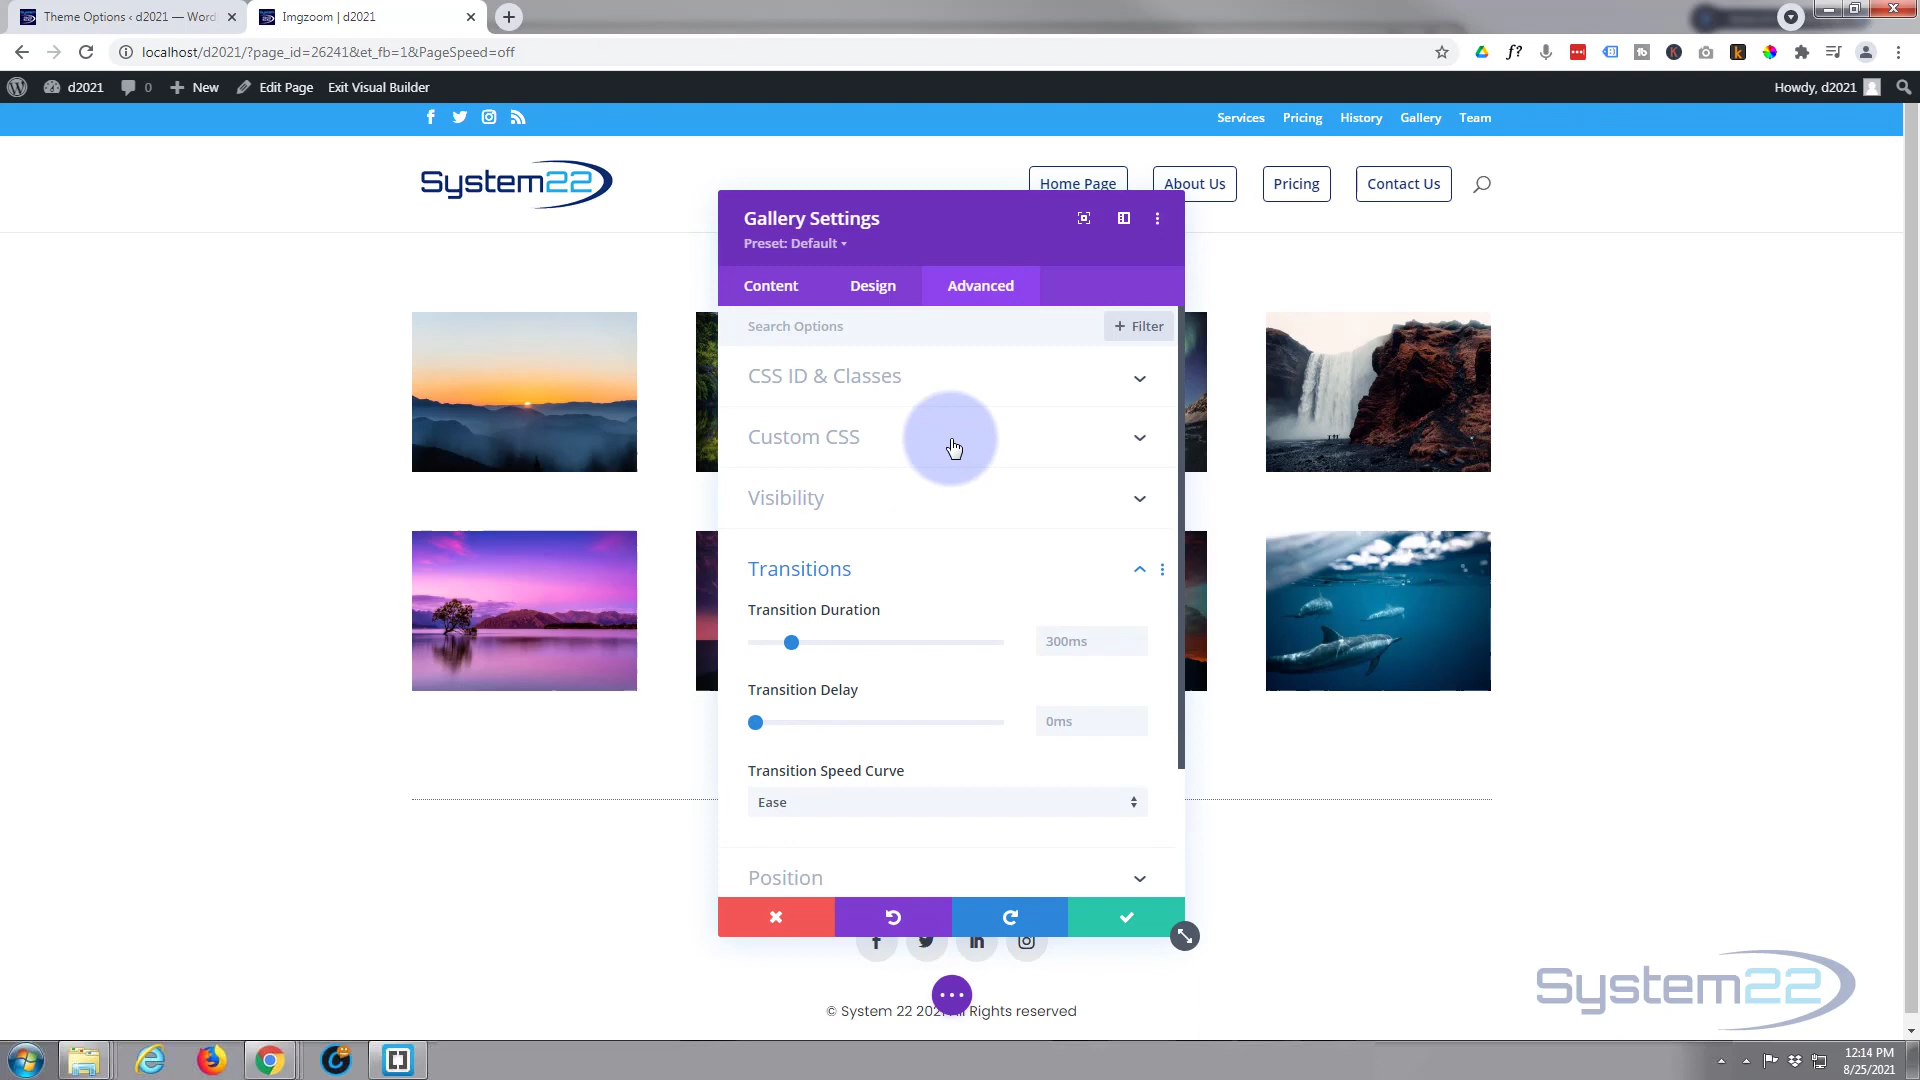 Theme Options ‹ d2021 — Word
Imgzoom | d2021
localhost/d2021/?page_id=26241&et_fb=1&PageSpeed=off
d2021
0
New
Edit Page
Exit Visual Builder
Howdy, d2021
Services
Pricing
History
Gallery
Team
System22
Home Page
About Us
Pricing
Contact Us
Gallery Settings
Preset: Default
Content
Design
Advanced
Search Options
+ Filter
CSS ID & Classes
Custom CSS
Visibility
Transitions
Transition Duration
300ms
Transition Delay
0ms
Transition Speed Curve
Ease
Position
© System 22 202 All Rights reserved
System22
12:14 PM
8/25/2021